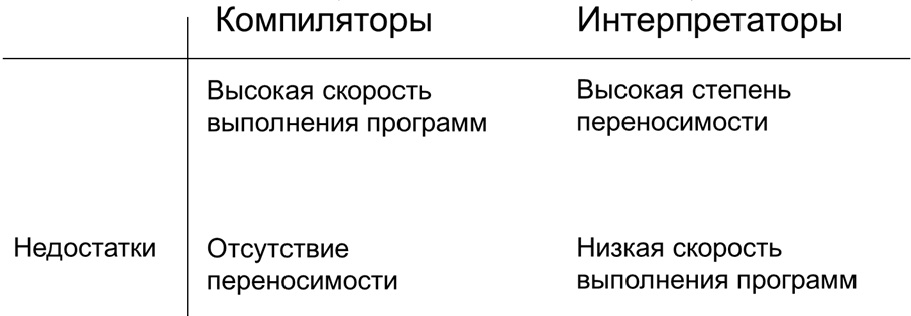 Компиляторы Интерпретаторы
Высокая скорость Высокая степень
выполнения программ переносимости
Недостатки Отсутствие Низкая скорость
переносимости выполнения программ